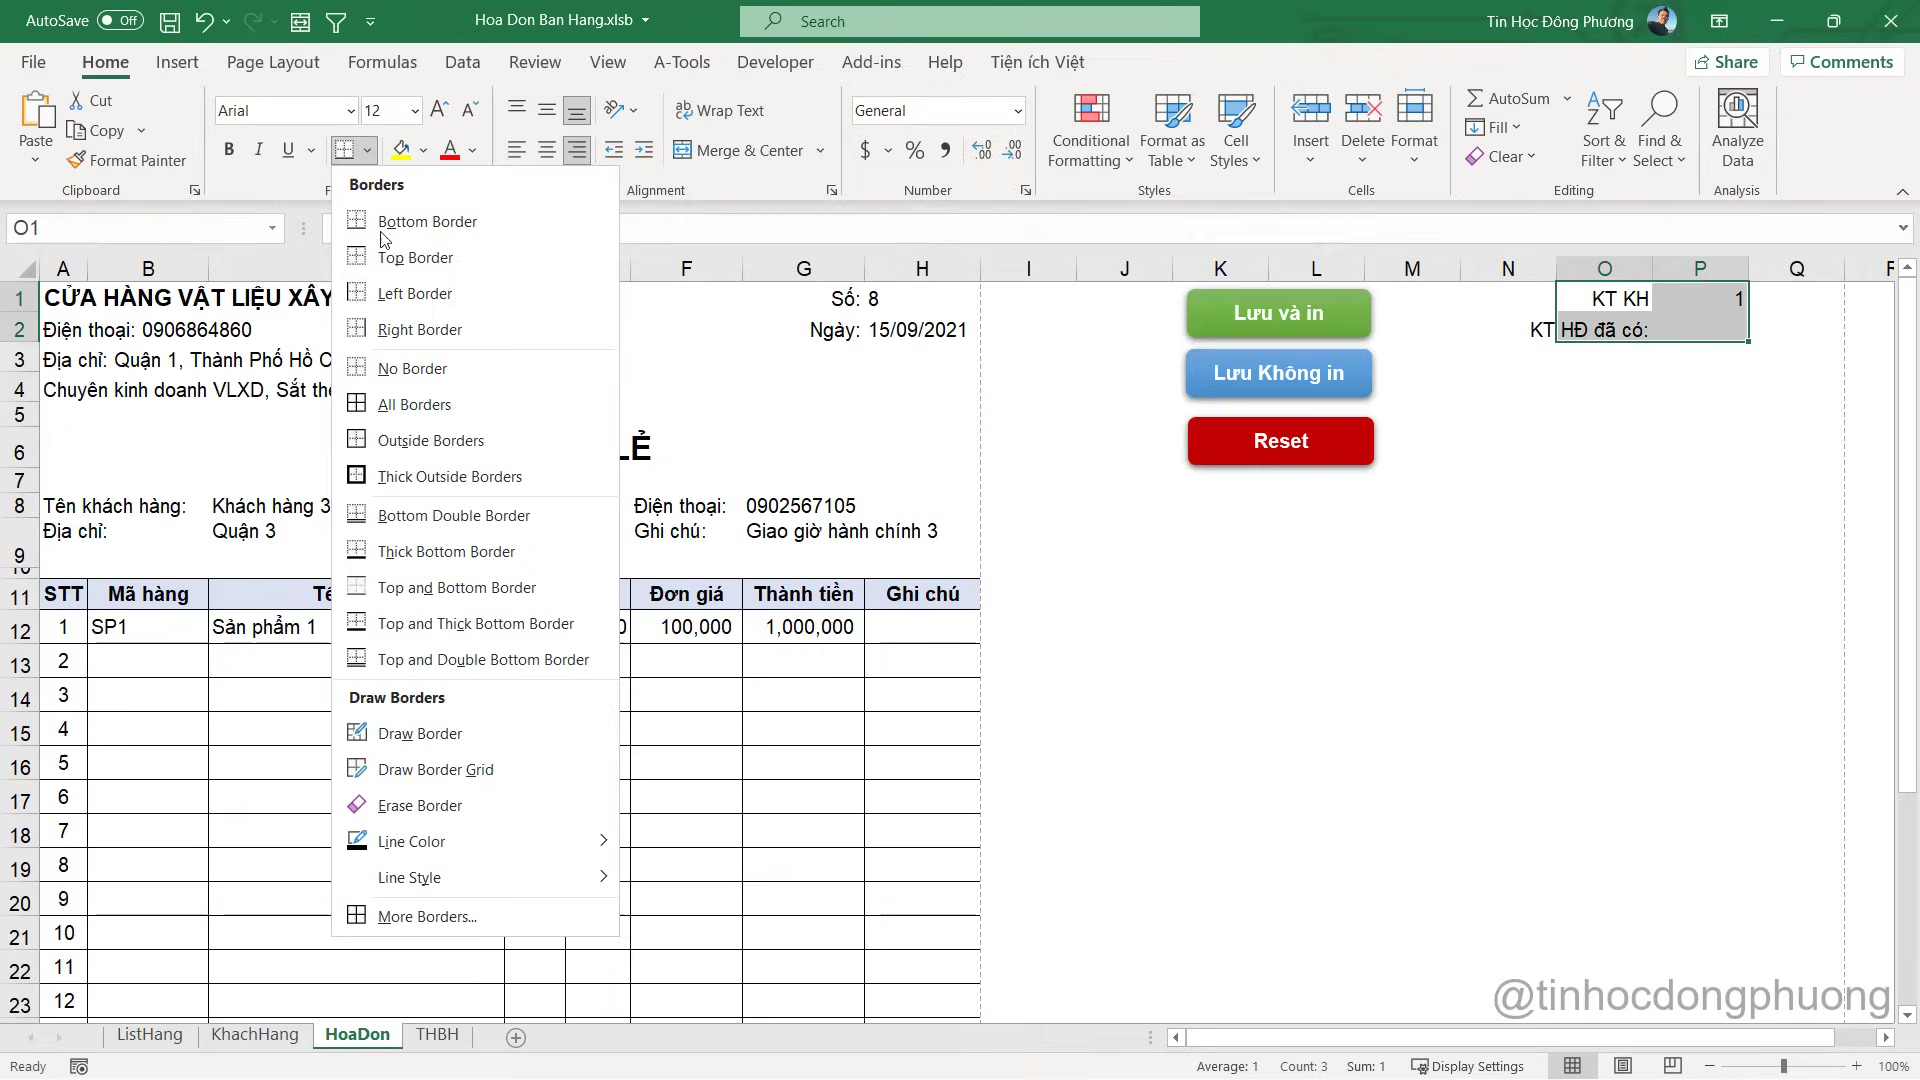 AutoSave Off Hoa Don Ban Hang.xlsb Search Tin Học Đông Phương
File Home Insert Page Layout Formulas Data Review View A-Tools Developer Add-ins Help Tiện ích Việt Share Comments
Paste Cut Copy Format Painter Clipboard
Arial 12 B I U A
Wrap Text Merge & Center Alignment
General $ % Number
Conditional Formatting Format as Table Cell Styles Styles
Insert Delete Format Cells
AutoSum Fill Clear Sort & Filter Find & Select Editing
Analyze Data Analysis
O1
Borders
Bottom Border
Top Border
Left Border
Right Border
No Border
All Borders
Outside Borders
Thick Outside Borders
Bottom Double Border
Thick Bottom Border
Top and Bottom Border
Top and Thick Bottom Border
Top and Double Bottom Border
Draw Borders
Draw Border
Draw Border Grid
Erase Border
Line Color
Line Style
More Borders...
A B F G H I J K L M N O P Q
1 CỬA HÀNG VẬT LIỆU XÂY Số: 8 KT KH 1
2 Điện thoại: 0906864860 Ngày: 15/09/2021 KT HĐ đã có:
3 Địa chỉ: Quận 1, Thành Phố Hồ C
4 Chuyên kinh doanh VLXD, Sắt the
5
6 LẺ
7
8 Tên khách hàng: Khách hàng 3 Điện thoại: 0902567105
9 Địa chỉ: Quận 3 Ghi chú: Giao giờ hành chính 3
Lưu và in
Lưu Không in
Reset
11 STT Mã hàng Tê Đơn giá Thành tiền Ghi chú
12 1 SP1 Sản phẩm 1 0 100,000 1,000,000
13 2
14 3
15 4
16 5
17 6
18 7
19 8
20 9
21 10
22 11
23 12
@tinhocdongphuong
ListHang KhachHang HoaDon THBH
Ready Average: 1 Count: 3 Sum: 1 Display Settings 100%